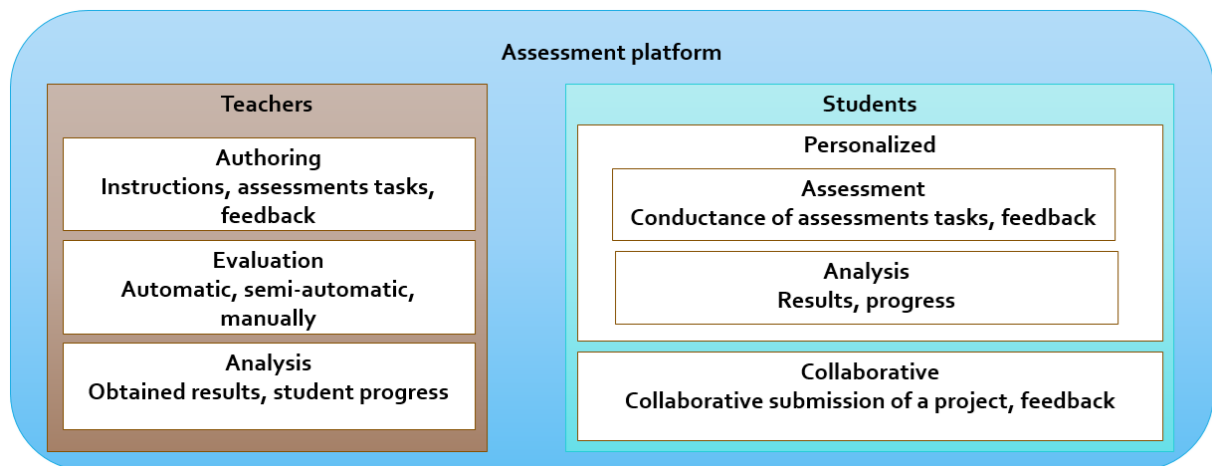 Assessment platform
Teachers
Authoring
Instructions, assessments tasks,
feedback
Evaluation
Automatic, semi-automatic,
manually
Analysis
Obtained results, student progress
Students
Personalized
Assessment
Conductance of assessments tasks, feedback
Analysis
Results, progress
Collaborative
Collaborative submission of a project, feedback